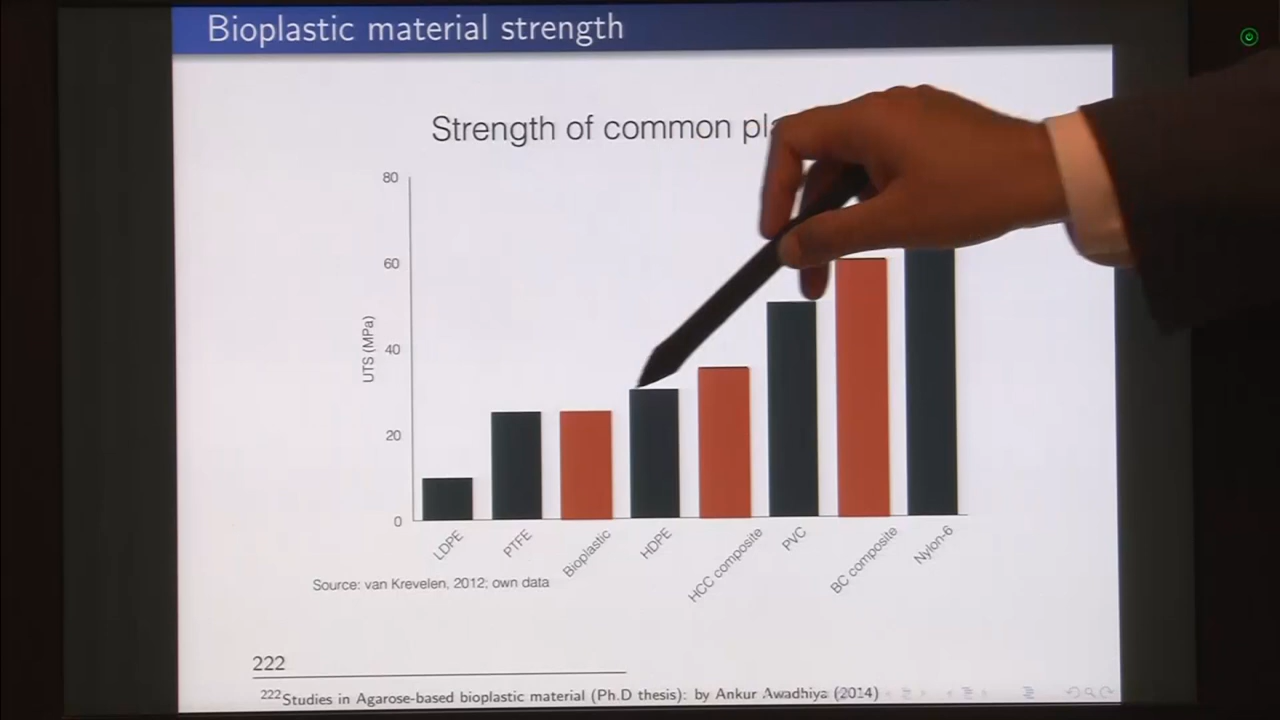 Bioplastic material strength
Strength of common
80
60
40
20
0
UTS (MPa)
LDPE
PTFE
Bioplastic
HDPE
HCC composite
PVC
BC composite
Nylon-6
Source: van Krevelen, 2012; own data
222
222Studies in Agarose-based bioplastic material (Ph.D thesis): by Ankur Awadhiya (2014)